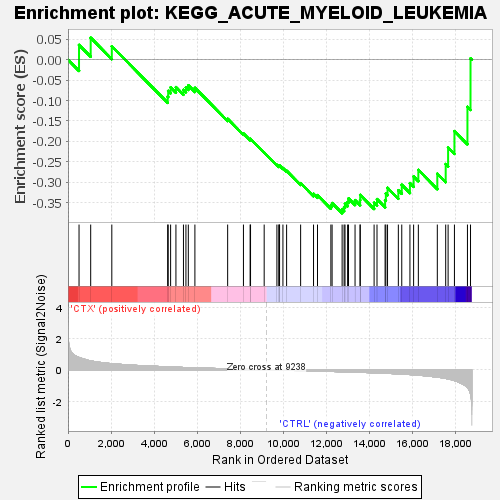 Enrichment plot: KEGG_ACUTE_MYELOID_LEUKEMIA
Enrichment score (ES)
0.05
0.00
-0.05
-0.10
-0.15
-0.20
-0.25
-0.30
-0.35
'CTX' (positively correlated)
Ranked list metric (Signal2Noise)
4
2
0
-2
Zero cross at 9238
'CTRL' (negatively correlated)
0 2,000 4,000 6,000 8,000 10,000 12,000 14,000 16,000 18,000
Rank in Ordered Dataset
Enrichment profile Hits Ranking metric scores